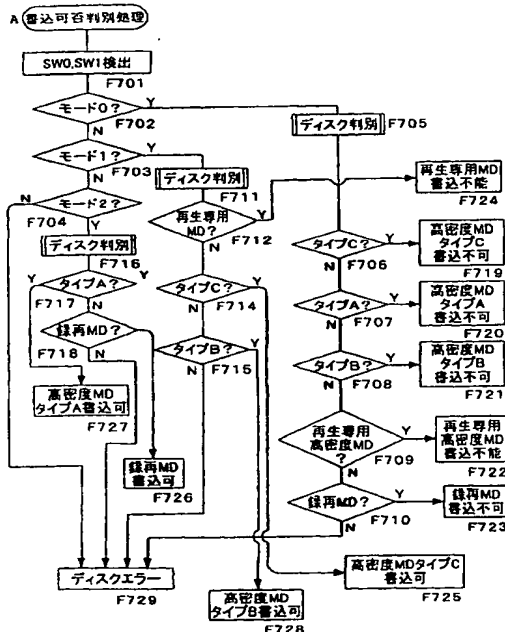 A 書込可否判別処理
SW0,SW1検出
F701
モード0?
Y
F702
N
ディスク判別
F705
モード1?
Y
F703
N
ディスク判別
F711
再生専用MD
書込不能
F724
N
モード2?
F704
Y
再生専用
MD?
Y
F712
N
ディスク判別
F716
タイプC?
Y
F706
N
高密度MD
タイプC
書込不可
F719
Y
タイプA?
Y
F717
N
タイプC?
Y
F714
N
タイプA?
Y
F707
N
高密度MD
タイプA
書込不可
F720
録再MD?
Y
F718
N
タイプB?
Y
F715
N
タイプB?
Y
F708
N
高密度MD
タイプB
書込不可
F721
高密度MD
タイプA書込可
F727
再生専用
高密度MD
?
Y
F709
N
再生専用
高密度MD
書込不能
F722
録再MD
書込可
F726
録再MD?
Y
F710
N
録再MD
書込不可
F723
ディスクエラー
F729
高密度MD
タイプB書込可
F728
高密度MDタイプC
書込可
F725